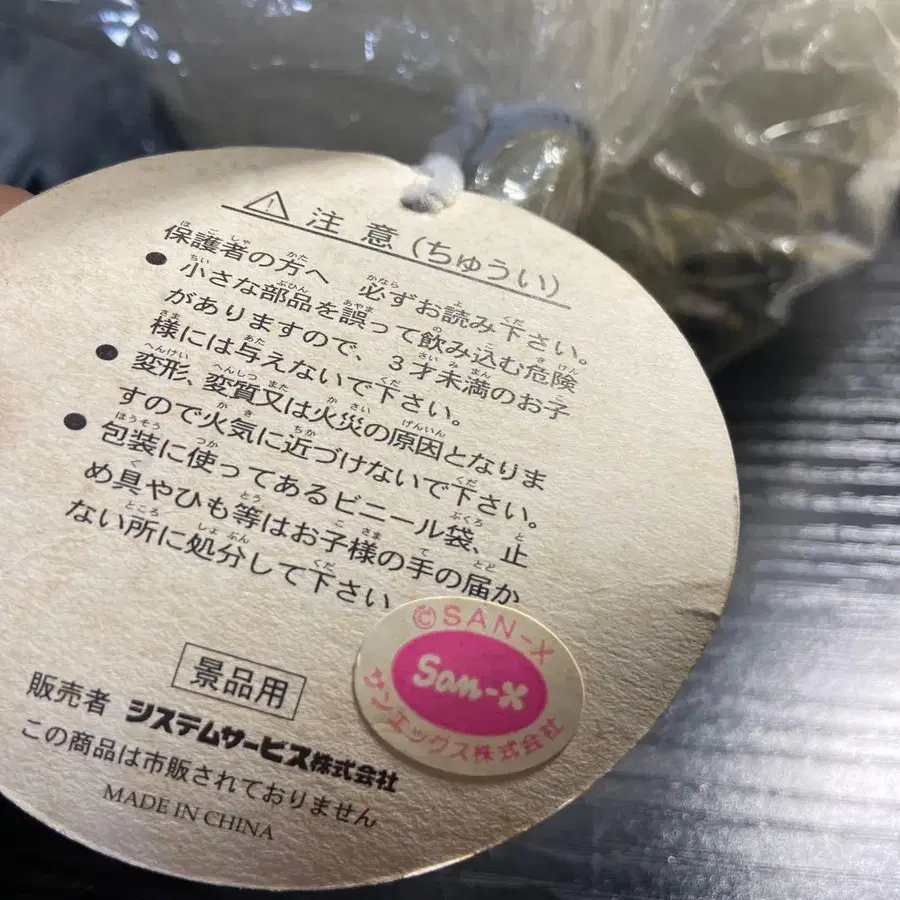 ⚠ 注 意 (ちゅうい)
保護者の方へ 必ずお読み下さい。
● 小さな部品を誤って飲み込む危険
がありますので、3才未満のお子
様には与えないで下さい。
● 変形、変質又は火災の原因となりま
すので火気に近づけないで下さい。
● 包装に使ってあるビニール袋、止
め具やひも等はお子様の手の届か
ない所に処分して下さい
景品用
販売者 システムサービス株式会社
この商品は市販されておりません
MADE IN CHINA
©SAN-X
San-X
サンエックス株式会社